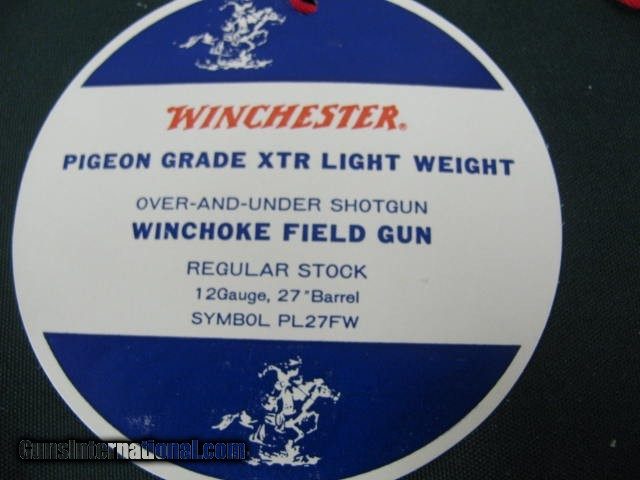 WINCHESTER®
PIGEON GRADE XTR LIGHT WEIGHT
OVER-AND-UNDER SHOTGUN
WINCHOKE FIELD GUN
REGULAR STOCK
12Gauge, 27"Barrel
SYMBOL PL27FW
GunsInternational.com